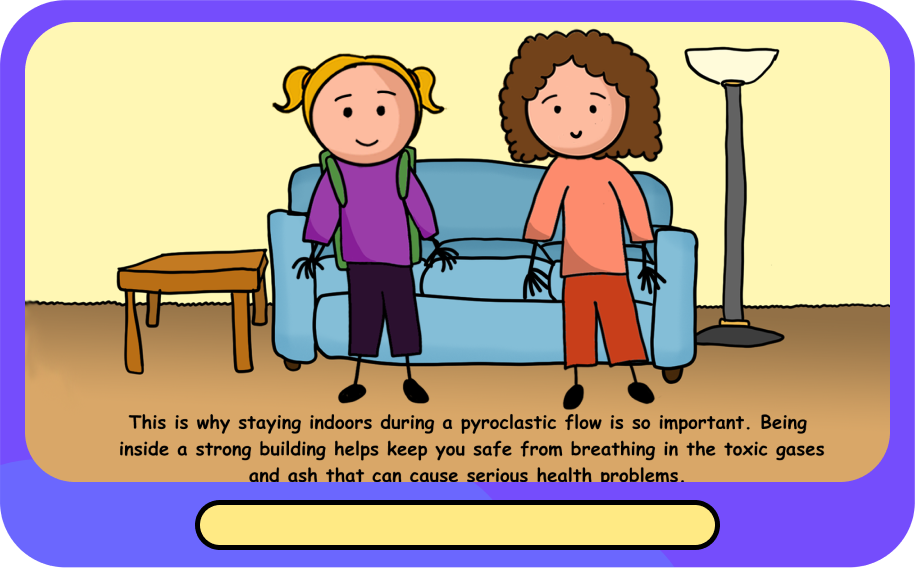 This is why staying indoors during a pyroclastic flow is so important. Being
inside a strong building helps keep you safe from breathing in the toxic gases
and ash that can cause serious health problems.